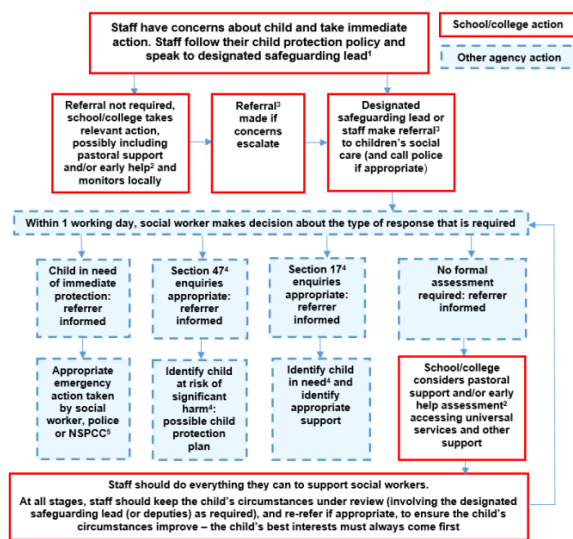 Staff have concerns about child and take immediate
action. Staff follow their child protection policy and
speak to designated safeguarding lead¹
School/college action
Other agency action
Referral not required,
school/college takes
relevant action,
possibly including
pastoral support
and/or early help² and
monitors locally
Referral³
made if
concerns
escalate
Designated
safeguarding lead or
staff make referral³
to children's social
care (and call police
if appropriate)
Within 1 working day, social worker makes decision about the type of response that is required
Child in need
of immediate
protection:
referrer
informed
Section 47⁴
enquiries
appropriate:
referrer
informed
Section 17⁴
enquiries
appropriate:
referrer
informed
No formal
assessment
required: referrer
informed
Appropriate
emergency
action taken
by social
worker, police
or NSPCC⁵
Identify child
at risk of
significant
harm⁴:
possible child
protection
plan
Identify child
in need⁴ and
identify
appropriate
support
School/college
considers pastoral
support and/or early
help assessment²
accessing universal
services and other
support
Staff should do everything they can to support social workers.
At all stages, staff should keep the child's circumstances under review (involving the designated
safeguarding lead (or deputies) as required), and re-refer if appropriate, to ensure the child's
circumstances improve – the child's best interests must always come first